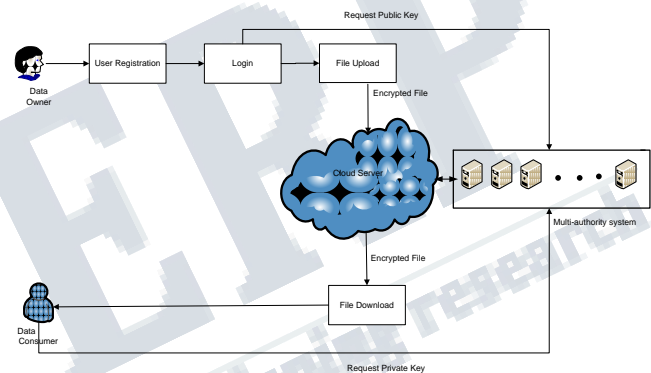 Request Public Key
User Registration
Login
File Upload
Data
Owner
Encrypted File
Cloud Server
Multi-authority system
Encrypted File
File Download
Data
Consumer
Request Private Key